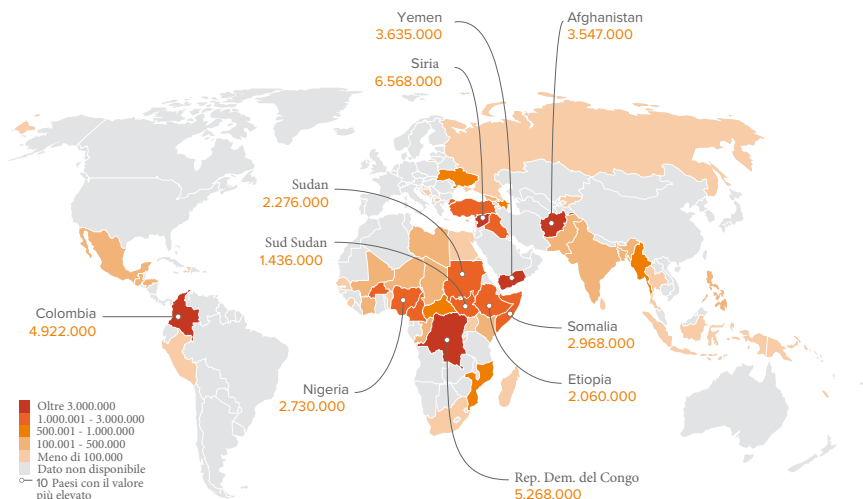 Yemen
3.635.000
Afghanistan
3.547.000
Siria
6.568.000
Sudan
2.276.000
Sud Sudan
1.436.000
Colombia
4.922.000
Somalia
2.968.000
Nigeria
2.730.000
Etiopia
2.060.000
Rep. Dem. del Congo
5.268.000
Oltre 3.000.000
1.000.001 - 3.000.000
500.001 - 1.000.000
100.001 - 500.000
Meno di 100.000
Dato non disponibile
10 Paesi con il valore
più elevato